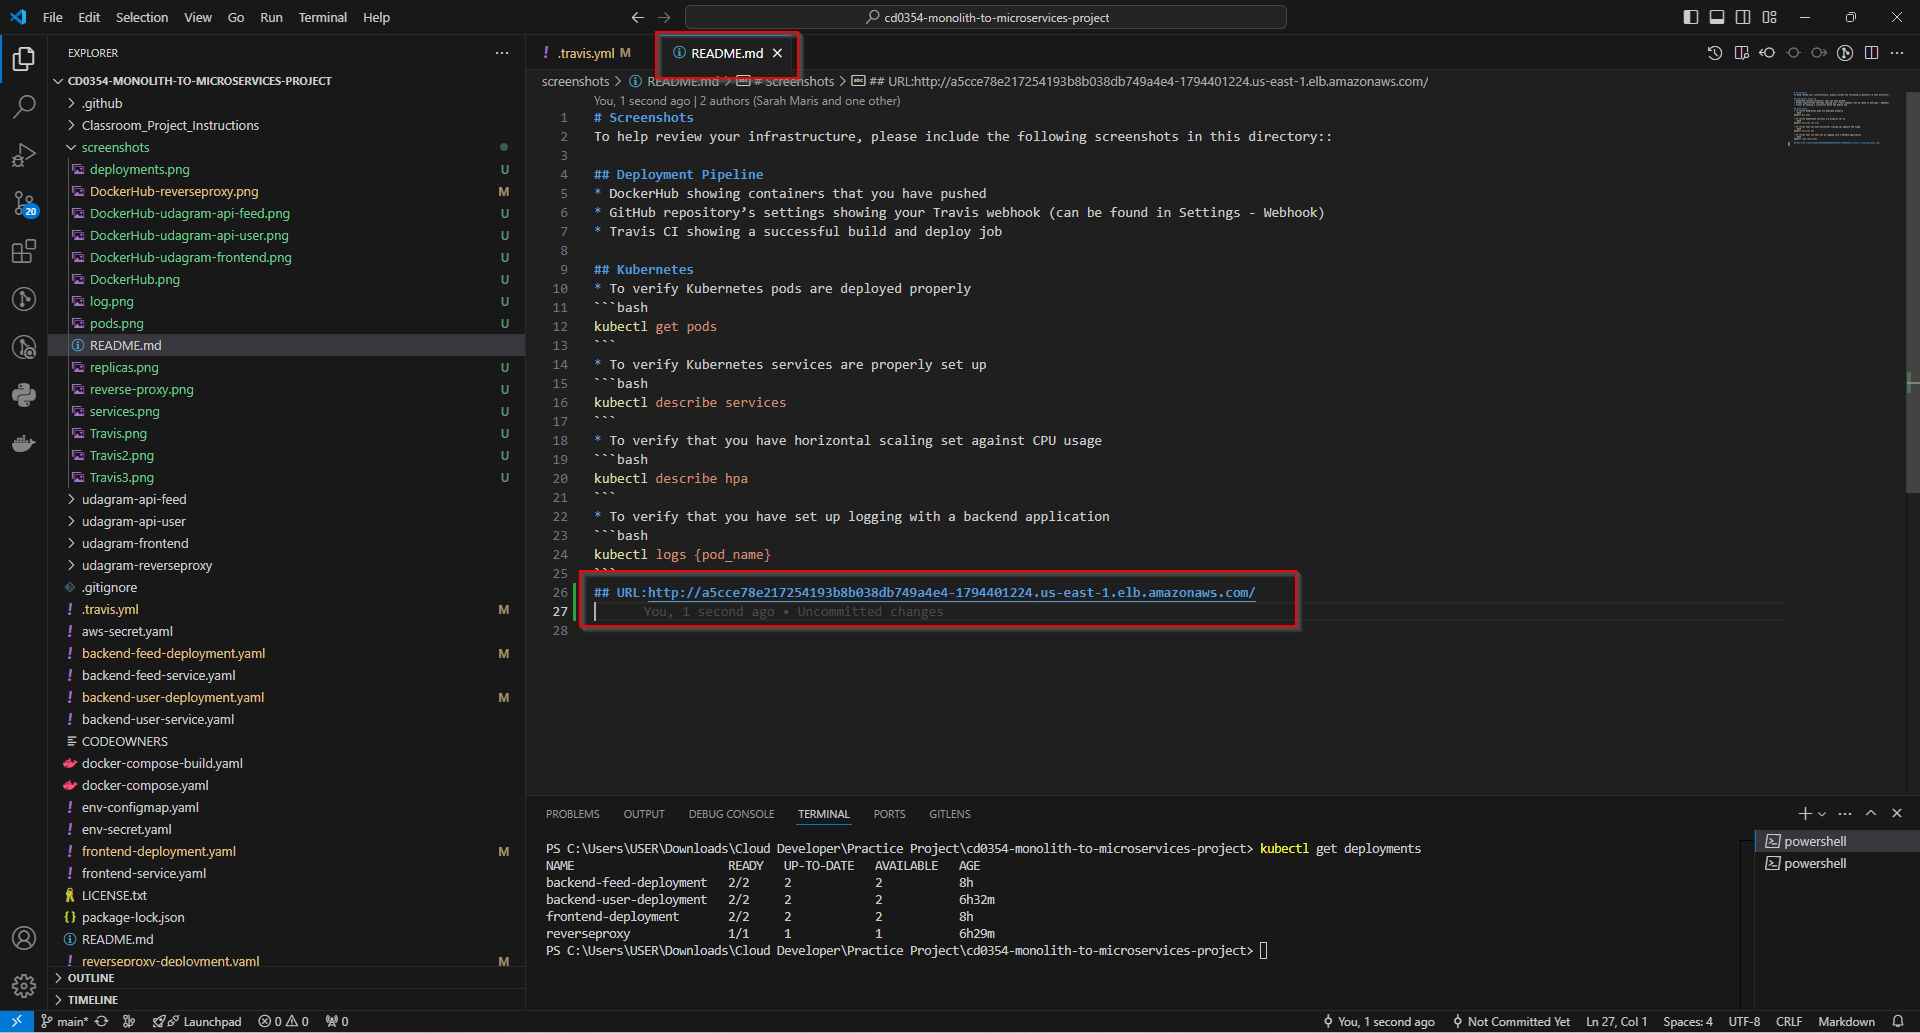 File Edit Selection View Go Run Terminal Help
cd0354-monolith-to-microservices-project
EXPLORER
CD0354-MONOLITH-TO-MICROSERVICES-PROJECT
.github
Classroom_Project_Instructions
screenshots
deployments.png U
DockerHub-reverseproxy.png M
DockerHub-udagram-api-feed.png U
DockerHub-udagram-api-user.png U
DockerHub-udagram-frontend.png U
DockerHub.png U
log.png U
pods.png U
README.md
replicas.png U
reverse-proxy.png U
services.png U
Travis.png U
Travis2.png U
Travis3.png U
udagram-api-feed
udagram-api-user
udagram-frontend
udagram-reverseproxy
.gitignore
.travis.yml M
aws-secret.yaml
backend-feed-deployment.yaml M
backend-feed-service.yaml
backend-user-deployment.yaml M
backend-user-service.yaml
CODEOWNERS
docker-compose-build.yaml
docker-compose.yaml
env-configmap.yaml
env-secret.yaml
frontend-deployment.yaml M
frontend-service.yaml
LICENSE.txt
package-lock.json
README.md
reverseproxy-deployment.yaml M
OUTLINE
TIMELINE
20
.travis.yml M README.md
screenshots > README.md > # Screenshots > ## URL:http://a5cce78e217254193b8b038db749a4e4-1794401224.us-east-1.elb.amazonaws.com/
You, 1 second ago | 2 authors (Sarah Maris and one other)
1 # Screenshots
2 To help review your infrastructure, please include the following screenshots in this directory::
3
4 ## Deployment Pipeline
5 * DockerHub showing containers that you have pushed
6 * GitHub repository’s settings showing your Travis webhook (can be found in Settings - Webhook)
7 * Travis CI showing a successful build and deploy job
8
9 ## Kubernetes
10 * To verify Kubernetes pods are deployed properly
11 ```bash
12 kubectl get pods
13 ```
14 * To verify Kubernetes services are properly set up
15 ```bash
16 kubectl describe services
17 ```
18 * To verify that you have horizontal scaling set against CPU usage
19 ```bash
20 kubectl describe hpa
21 ```
22 * To verify that you have set up logging with a backend application
23 ```bash
24 kubectl logs {pod_name}
25 ```
26 ## URL:http://a5cce78e217254193b8b038db749a4e4-1794401224.us-east-1.elb.amazonaws.com/
27 You, 1 second ago • Uncommitted changes
28
PROBLEMS OUTPUT DEBUG CONSOLE TERMINAL PORTS GITLENS
PS C:\Users\USER\Downloads\Cloud Developer\Practice Project\cd0354-monolith-to-microservices-project> kubectl get deployments
NAME READY UP-TO-DATE AVAILABLE AGE
backend-feed-deployment 2/2 2 2 8h
backend-user-deployment 2/2 2 2 6h32m
frontend-deployment 2/2 2 2 8h
reverseproxy 1/1 1 1 6h29m
PS C:\Users\USER\Downloads\Cloud Developer\Practice Project\cd0354-monolith-to-microservices-project>
powershell
powershell
main* Launchpad 0 0 0 You, 1 second ago Not Committed Yet Ln 27, Col 1 Spaces: 4 UTF-8 CRLF Markdown